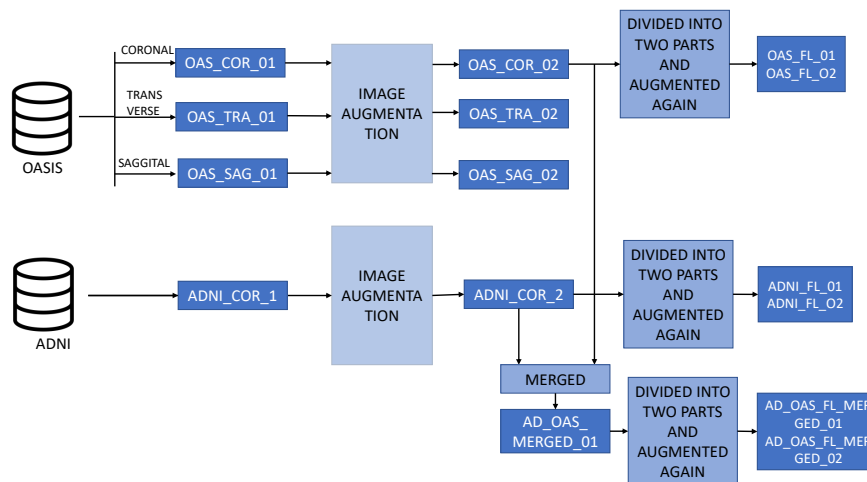 CORONAL
OAS_COR_01
OAS_COR_02
DIVIDED INTO
TWO PARTS
AND
AUGMENTED
AGAIN
OAS_FL_01
OAS_FL_O2
TRANS
VERSE
OAS_TRA_01
IMAGE
AUGMENTA
TION
OAS_TRA_02
OASIS
SAGGITAL
OAS_SAG_01
OAS_SAG_02
ADNI
ADNI_COR_1
IMAGE
AUGMENTA
TION
ADNI_COR_2
DIVIDED INTO
TWO PARTS
AND
AUGMENTED
AGAIN
ADNI_FL_01
ADNI_FL_O2
MERGED
AD_OAS_
MERGED_01
DIVIDED INTO
TWO PARTS
AND
AUGMENTED
AGAIN
AD_OAS_FL_MER
GED_01
AD_OAS_FL_MER
GED_02